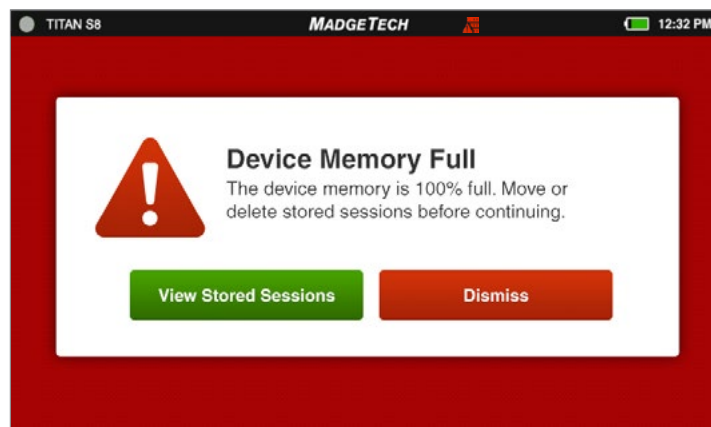 TITAN S8 MADGETECH 12:32 PM
Device Memory Full
The device memory is 100% full. Move or
delete stored sessions before continuing.
View Stored Sessions Dismiss